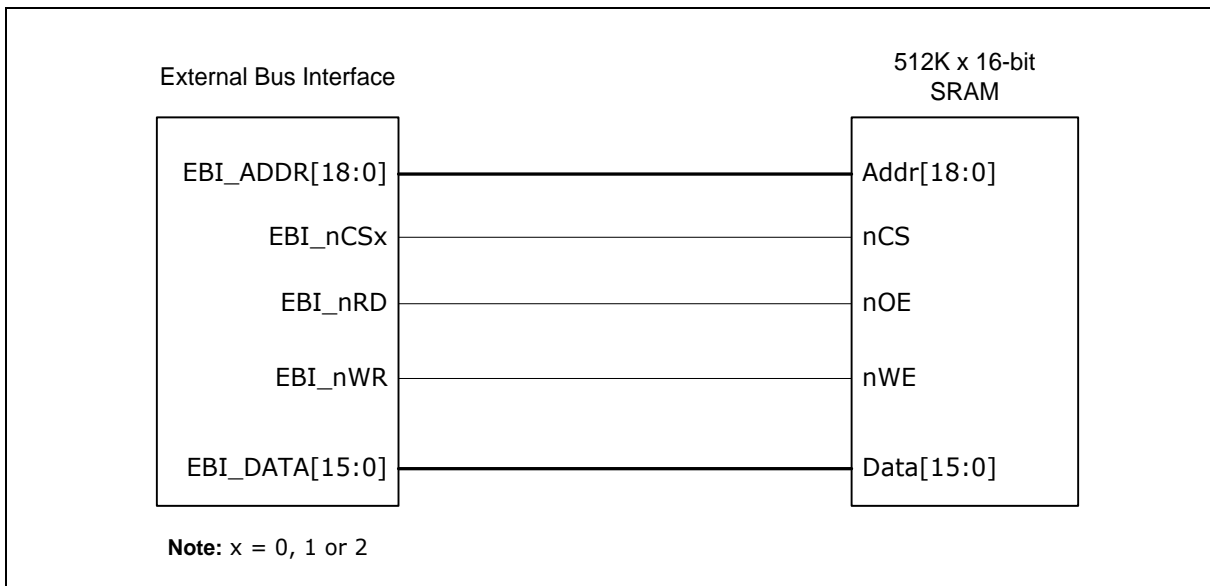 External Bus Interface
512K x 16-bit
SRAM
EBI_ADDR[18:0]
Addr[18:0]
EBI_nCSx
nCS
EBI_nRD
nOE
EBI_nWR
nWE
EBI_DATA[15:0]
Data[15:0]
Note: x = 0, 1 or 2